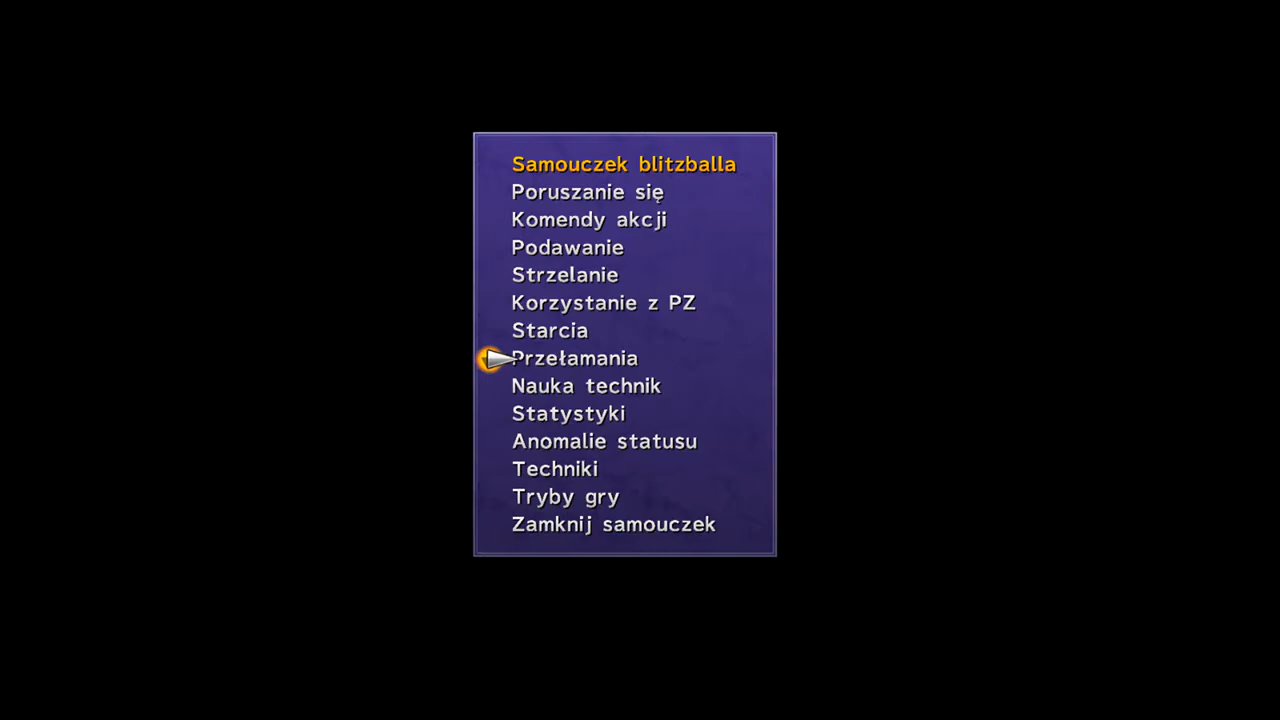 Samouczek blitzballa
Poruszanie się
Komendy akcji
Podawanie
Strzelanie
Korzystanie z PZ
Starcia
Przełamania
Nauka technik
Statystyki
Anomalie statusu
Techniki
Tryby gry
Zamknij samouczek